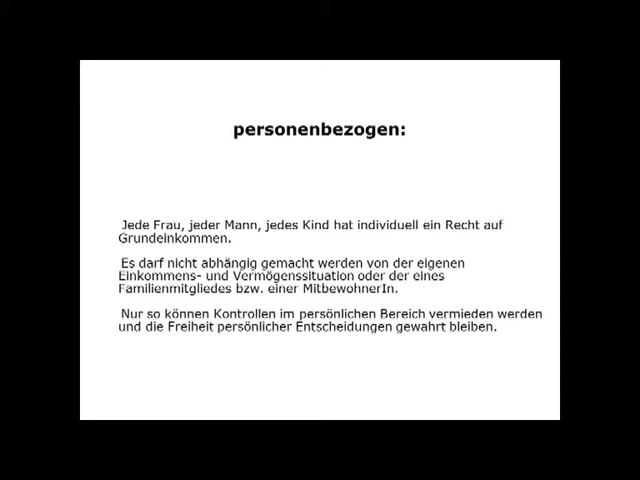 personenbezogen:
Jede Frau, jeder Mann, jedes Kind hat individuell ein Recht auf
Grundeinkommen.
Es darf nicht abhängig gemacht werden von der eigenen
Einkommens- und Vermögenssituation oder der eines
Familienmitgliedes bzw. einer MitbewohnerIn.
Nur so können Kontrollen im persönlichen Bereich vermieden werden
und die Freiheit persönlicher Entscheidungen gewahrt bleiben.